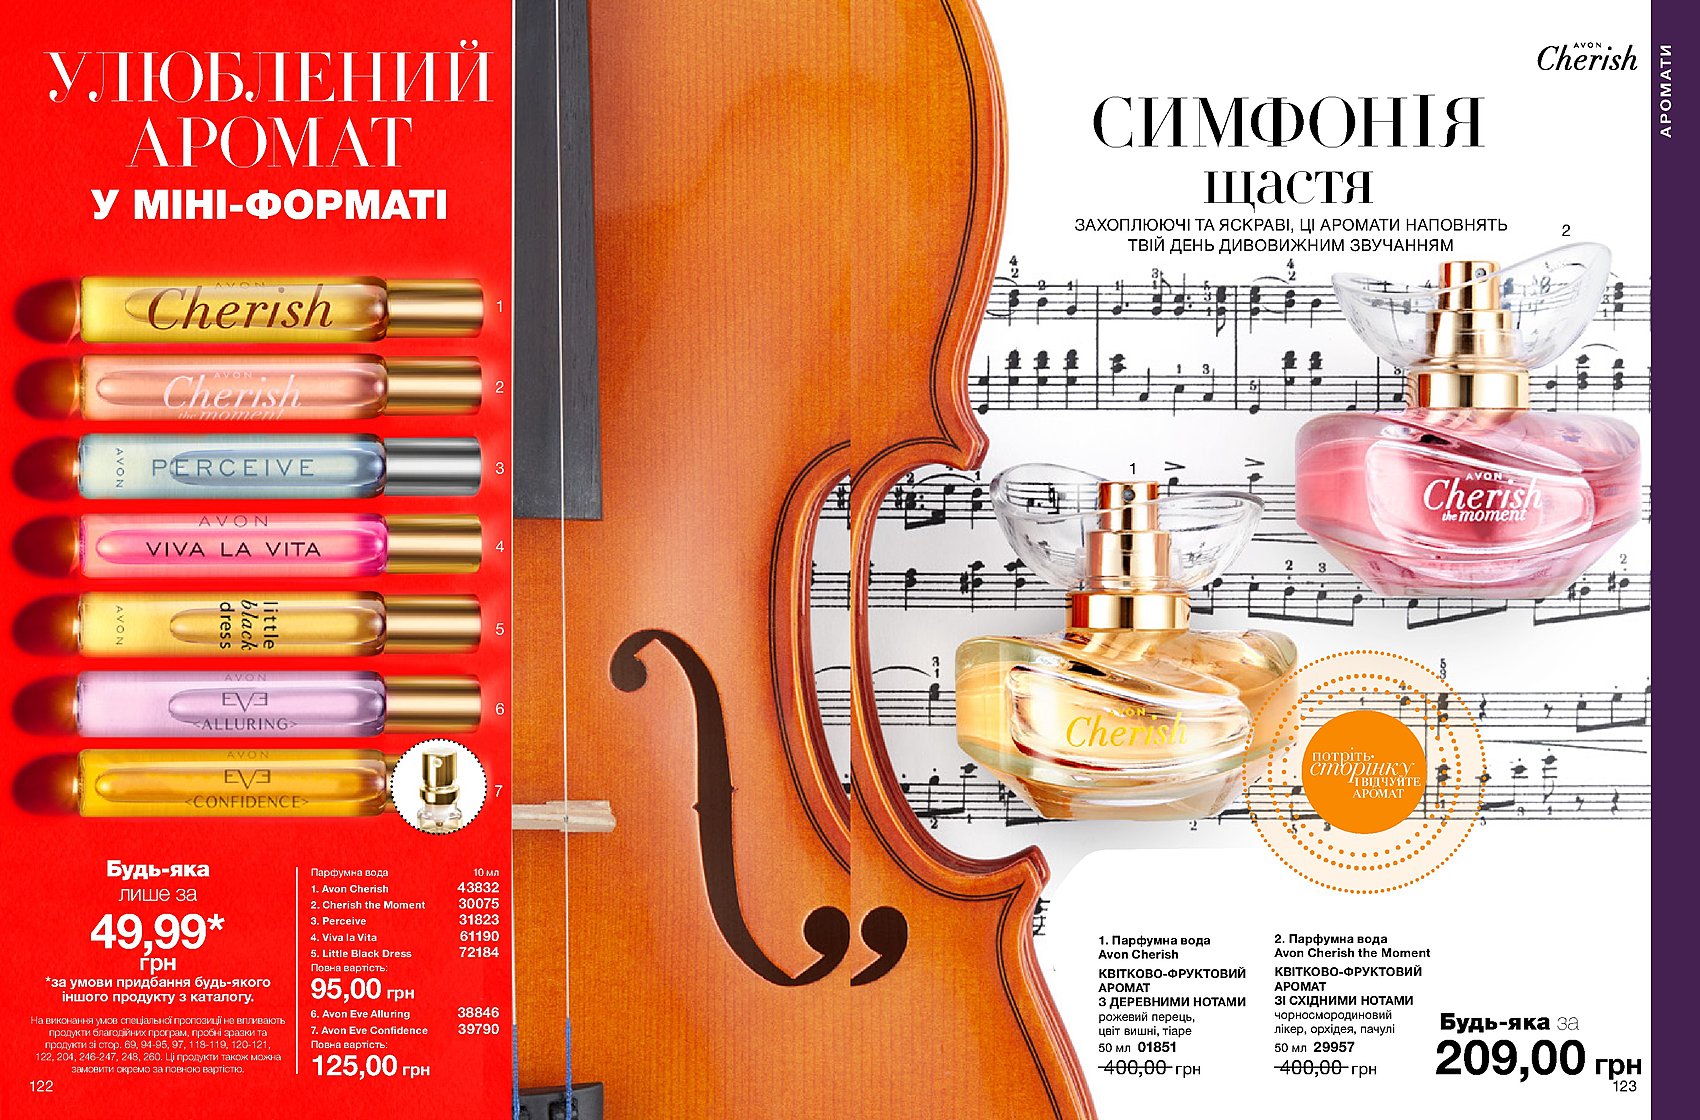 УЛЮБЛЕНИЙ
АРОМАТ
У МІНІ-ФОРМАТІ
AVON
Cherish
1
AVON
Cherish
the moment
2
AVON
PERCEIVE
3
AVON
VIVA LA VITA
4
AVON
little
black
dress
5
AVON
EVE
<ALLURING>
6
AVON
EVE
<CONFIDENCE>
7
Будь-яка
лише за
49,99*
грн
*за умови придбання будь-якого
іншого продукту з каталогу.
На виконання умов спеціальної пропозиції не впливають
продукти благодійних програм, пробні зразки та
продукти зі стор. 69, 94-95, 97, 118-119, 120-121,
122, 204, 246-247, 248, 260. Ці продукти також можна
замовити окремо за повною вартістю.
122
Парфумна вода 10 мл
1. Avon Cherish 43832
2. Cherish the Moment 30075
3. Perceive 31823
4. Viva la Vita 61190
5. Little Black Dress 72184
Повна вартість:
95,00 грн
6. Avon Eve Alluring 38846
7. Avon Eve Confidence 39790
Повна вартість:
125,00 грн
AVON
Cherish
АРОМАТИ
СИМФОНІЯ
щастя
ЗАХОПЛЮЮЧІ ТА ЯСКРАВІ, ЦІ АРОМАТИ НАПОВНЯТЬ
ТВІЙ ДЕНЬ ДИВОВИЖНИМ ЗВУЧАННЯМ
2
AVON
Cherish
the moment
1
AVON
Cherish
ПОТРІТЬ
сторінку
І ВІДЧУЙТЕ
АРОМАТ
1. Парфумна вода
Avon Cherish
КВІТКОВО-ФРУКТОВИЙ
АРОМАТ
З ДЕРЕВНИМИ НОТАМИ
рожевий перець,
цвіт вишні, тіаре
50 мл 01851
400,00 грн
2. Парфумна вода
Avon Cherish the Moment
КВІТКОВО-ФРУКТОВИЙ
АРОМАТ
ЗІ СХІДНИМИ НОТАМИ
чорносмородиновий
лікер, орхідея, пачулі
50 мл 29957
400,00 грн
Будь-яка за
209,00 грн
123